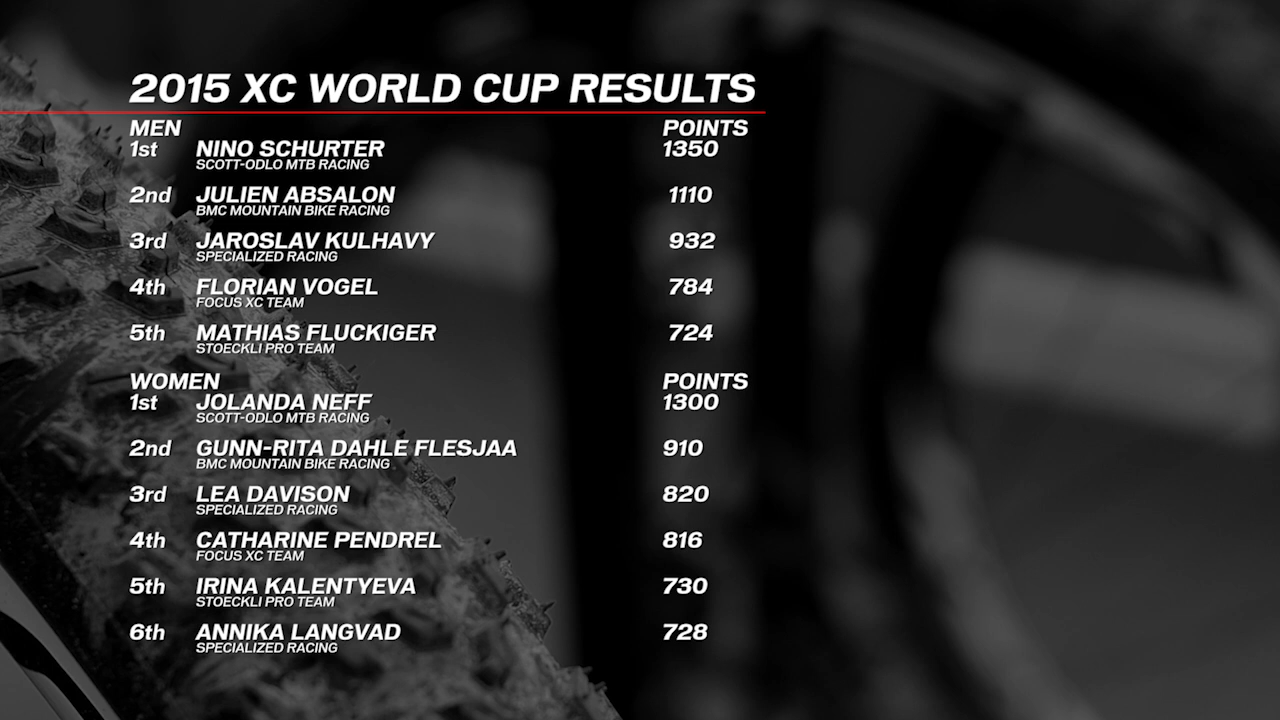 2015 XC WORLD CUP RESULTS
MEN POINTS
1st NINO SCHURTER 1350
SCOTT-ODLO MTB RACING
2nd JULIEN ABSALON 1110
BMC MOUNTAIN BIKE RACING
3rd JAROSLAV KULHAVY 932
SPECIALIZED RACING
4th FLORIAN VOGEL 784
FOCUS XC TEAM
5th MATHIAS FLUCKIGER 724
STOECKLI PRO TEAM
WOMEN POINTS
1st JOLANDA NEFF 1300
SCOTT-ODLO MTB RACING
2nd GUNN-RITA DAHLE FLESJAA 910
BMC MOUNTAIN BIKE RACING
3rd LEA DAVISON 820
SPECIALIZED RACING
4th CATHARINE PENDREL 816
FOCUS XC TEAM
5th IRINA KALENTYEVA 730
STOECKLI PRO TEAM
6th ANNIKA LANGVAD 728
SPECIALIZED RACING